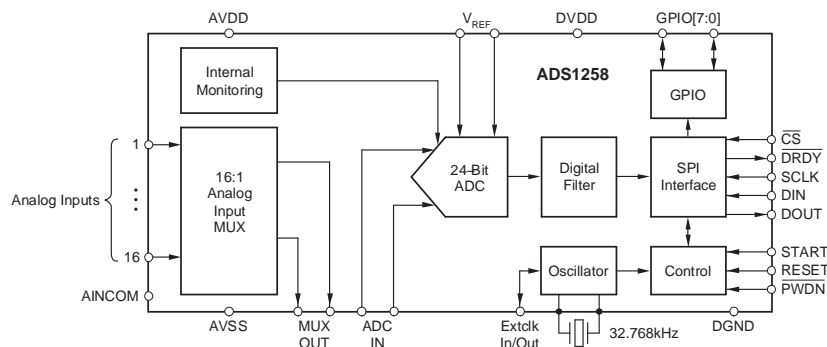 AVDD
V_REF
DVDD
GPIO[7:0]
ADS1258
Internal
Monitoring
GPIO
1
16:1
Analog
Input
MUX
24-Bit
ADC
Digital
Filter
SPI
Interface
CS
DRDY
SCLK
DIN
DOUT
Analog Inputs
⋮
16
Oscillator
Control
START
RESET
PWDN
AINCOM
AVSS
MUX
OUT
ADC
IN
Extclk
In/Out
32.768kHz
DGND